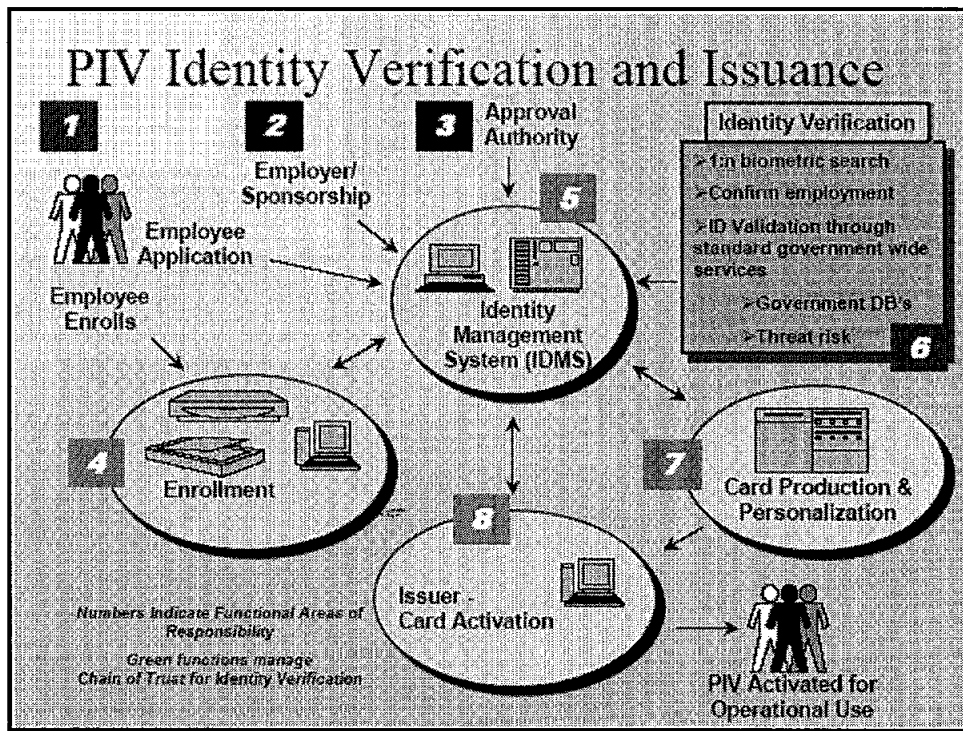 PIV Identity Verification and Issuance
1
2
3
Approval
Authority
Identity Verification
➢1:n biometric search
➢Confirm employment
➢ID Validation through
standard government wide
services
➢Government DB's
➢Threat risk
6
Employer/
Sponsorship
Employee
Application
Employee
Enrolls
5
Identity
Management
System (IDMS)
4
Enrollment
7
Card Production &
Personalization
8
Issuer -
Card Activation
Numbers Indicate Functional Areas of
Responsibility
Green functions manage
Chain of Trust for Identity Verification
PIV Activated for
Operational Use